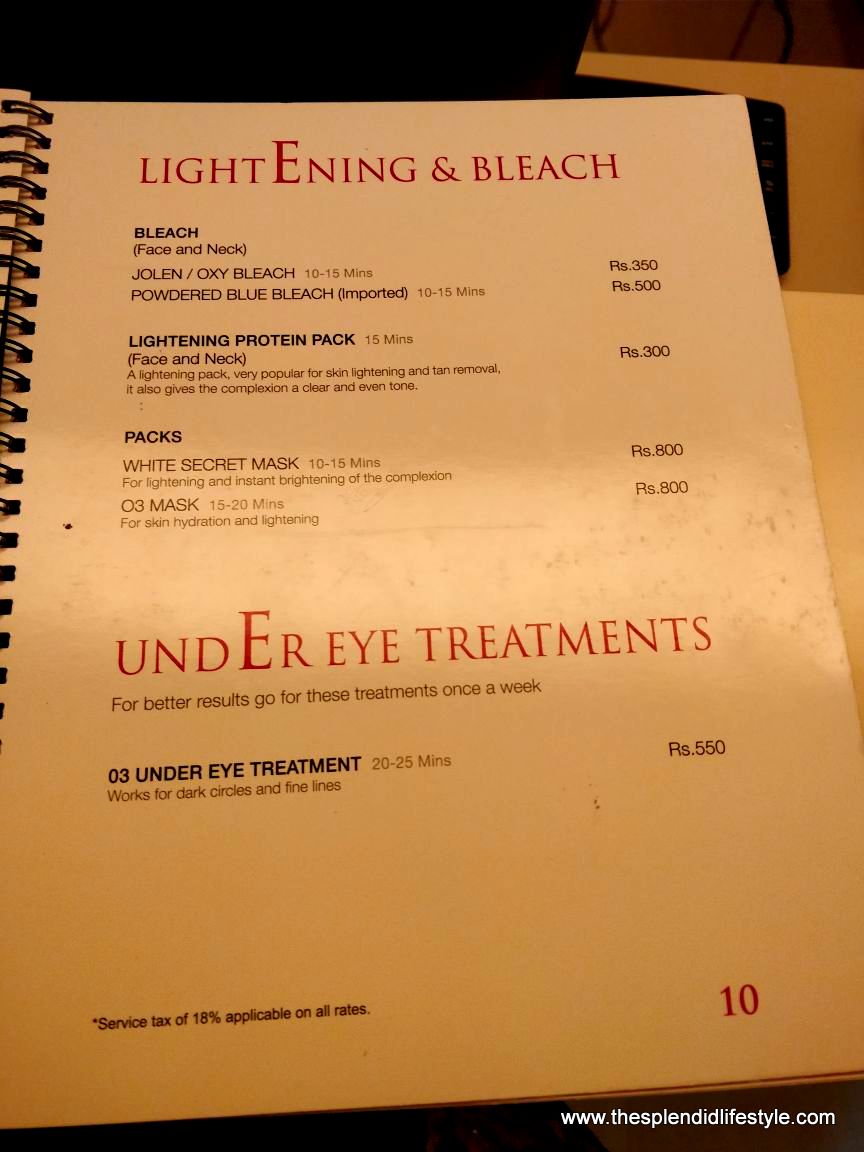 LIGHTENING & BLEACH
BLEACH
(Face and Neck)
JOLEN / OXY BLEACH 10-15 Mins Rs.350
POWDERED BLUE BLEACH (Imported) 10-15 Mins Rs.500
LIGHTENING PROTEIN PACK 15 Mins
(Face and Neck) Rs.300
A lightening pack, very popular for skin lightening and tan removal,
it also gives the complexion a clear and even tone.
:
PACKS
WHITE SECRET MASK 10-15 Mins Rs.800
For lightening and instant brightening of the complexion
O3 MASK 15-20 Mins Rs.800
For skin hydration and lightening
UNDER EYE TREATMENTS
For better results go for these treatments once a week
03 UNDER EYE TREATMENT 20-25 Mins Rs.550
Works for dark circles and fine lines
*Service tax of 18% applicable on all rates.
10
www.thesplendidlifestyle.com